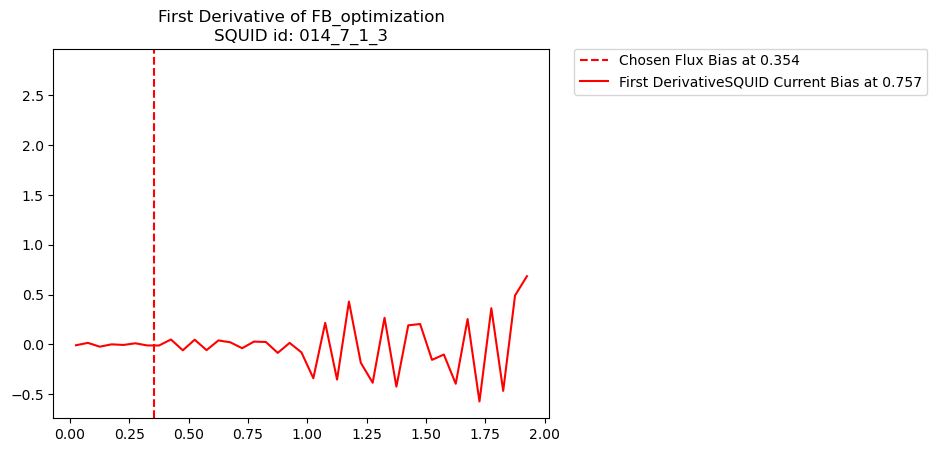 First Derivative of FB_optimization
SQUID id: 014_7_1_3
Chosen Flux Bias at 0.354
First DerivativeSQUID Current Bias at 0.757
2.5
2.0
1.5
1.0
0.5
0.0
−0.5
0.00 0.25 0.50 0.75 1.00 1.25 1.50 1.75 2.00